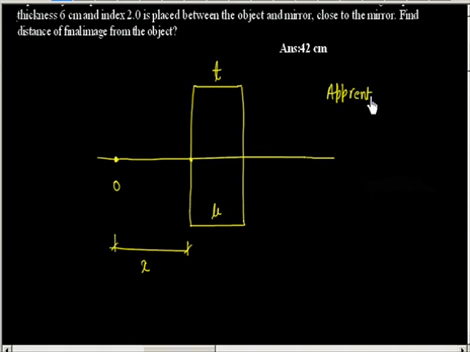 thickness 6 cm and index 2.0 is placed between the object and mirror, close to the mirror. Find
distance of final image from the object?
Ans:42 cm
t
Apprent
O
μ
x